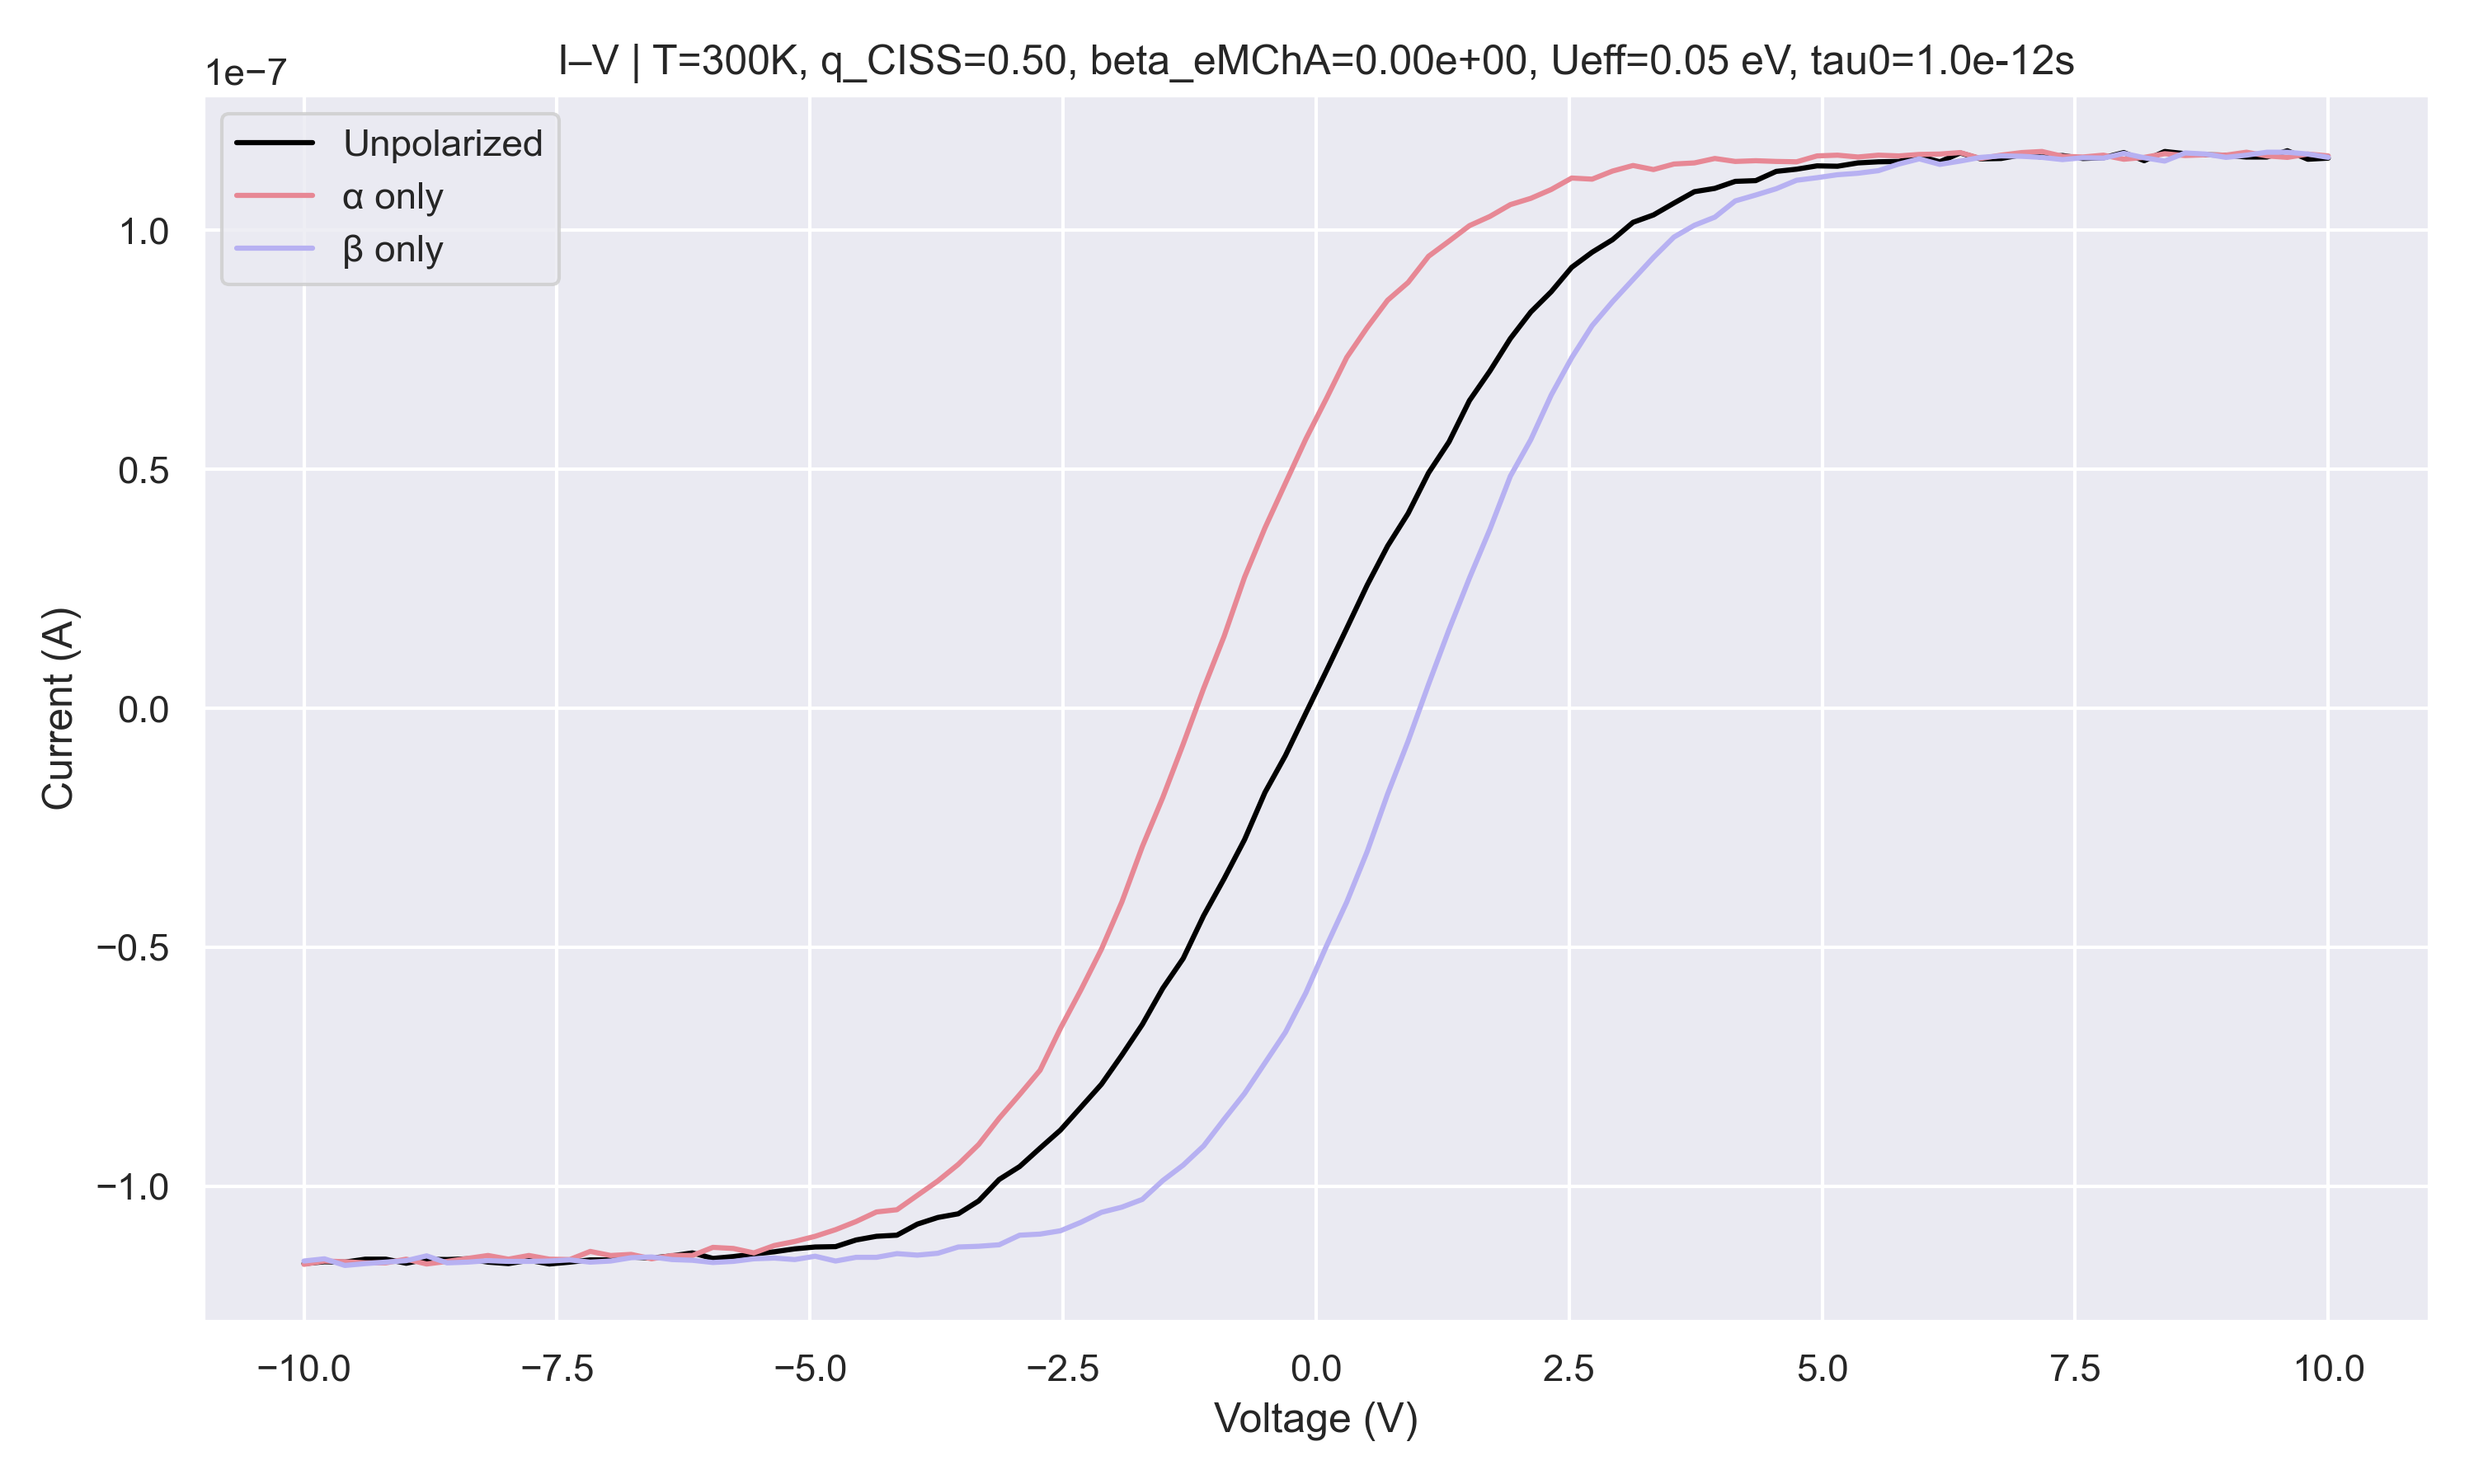 I–V | T=300K, q_CISS=0.50, beta_eMChA=0.00e+00, Ueff=0.05 eV, tau0=1.0e-12s
1e−7
Unpolarized
α only
β only
1.0
0.5
0.0
−0.5
−1.0
Current (A)
−10.0 −7.5 −5.0 −2.5 0.0 2.5 5.0 7.5 10.0
Voltage (V)